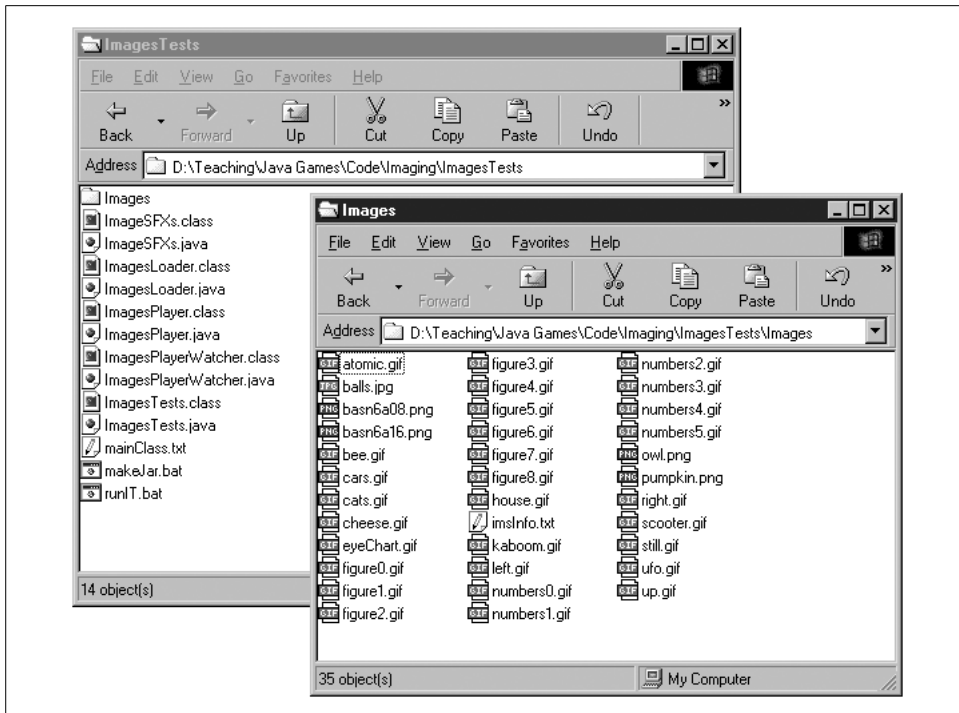 ImagesTests
File Edit View Go Favorites Help
Back Forward Up Cut Copy Paste Undo »
Address D:\Teaching\Java Games\Code\Imaging\ImagesTests
Images
ImageSFXs.class
ImageSFXs.java
ImagesLoader.class
ImagesLoader.java
ImagesPlayer.class
ImagesPlayer.java
ImagesPlayerWatcher.class
ImagesPlayerWatcher.java
ImagesTests.class
ImagesTests.java
mainClass.txt
makeJar.bat
runIT.bat
14 object(s)
Images
File Edit View Go Favorites Help
Back Forward Up Cut Copy Paste Undo »
Address D:\Teaching\Java Games\Code\Imaging\ImagesTests\Images
atomic.gif
balls.jpg
basn6a08.png
basn6a16.png
bee.gif
cars.gif
cats.gif
cheese.gif
eyeChart.gif
figure0.gif
figure1.gif
figure2.gif
figure3.gif
figure4.gif
figure5.gif
figure6.gif
figure7.gif
figure8.gif
house.gif
imsInfo.txt
kaboom.gif
left.gif
numbers0.gif
numbers1.gif
numbers2.gif
numbers3.gif
numbers4.gif
numbers5.gif
owl.png
pumpkin.png
right.gif
scooter.gif
still.gif
ufo.gif
up.gif
35 object(s) My Computer